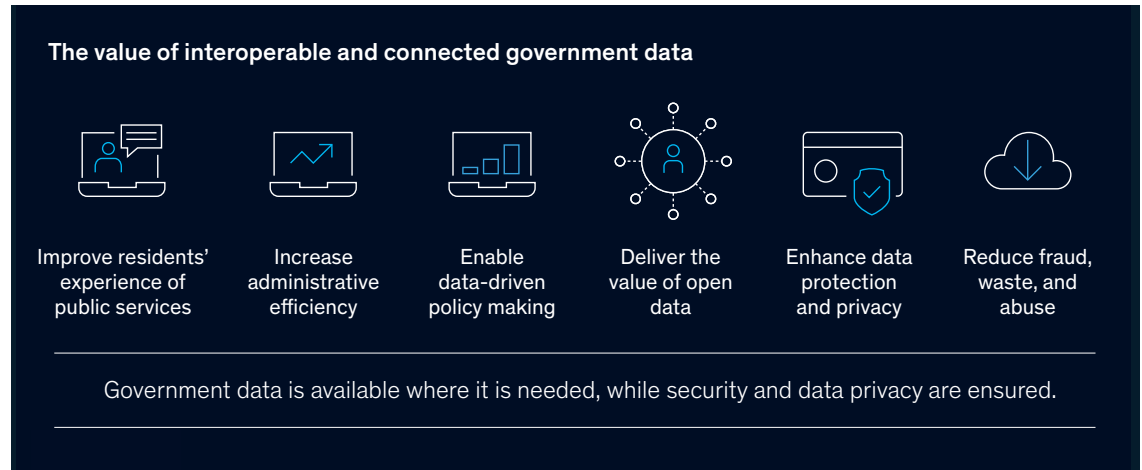 The value of interoperable and connected government data
Improve residents'
experience of
public services
Increase
administrative
efficiency
Enable
data-driven
policy making
Deliver the
value of open
data
Enhance data
protection
and privacy
Reduce fraud,
waste, and
abuse
Government data is available where it is needed, while security and data privacy are ensured.